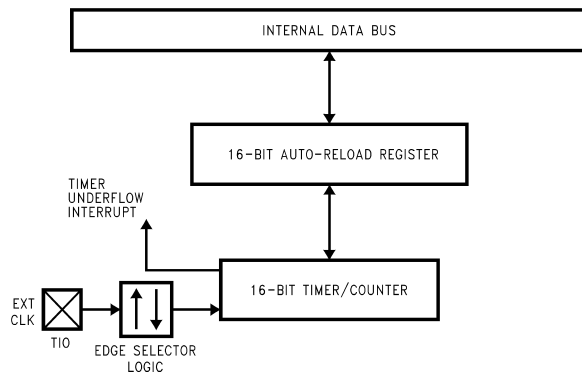 INTERNAL DATA BUS
16-BIT AUTO-RELOAD REGISTER
TIMER
UNDERFLOW
INTERRUPT
16-BIT TIMER/COUNTER
EXT
CLK
TIO
EDGE SELECTOR
LOGIC